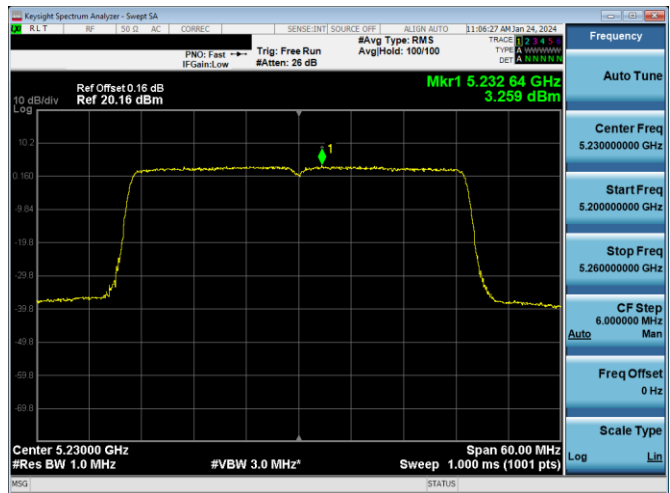 Keysight Spectrum Analyzer - Swept SA
RL T RF 50 Ω AC CORREC SENSE:INT SOURCE OFF ALIGN AUTO 11:06:27 AM Jan 24, 2024
PNO: Fast
IFGain:Low
Trig: Free Run
#Atten: 26 dB
#Avg Type: RMS
Avg|Hold: 100/100
TRACE 1 2 3 4 5 6
TYPE A WWWWW
DET A N N N N N
Ref Offset 0.16 dB
Ref 20.16 dBm
Mkr1 5.232 64 GHz
3.259 dBm
10 dB/div
Log
10.2
0.160
-9.84
-19.8
-29.8
-39.8
-49.8
-59.8
-69.8
1
Center 5.23000 GHz
#Res BW 1.0 MHz
#VBW 3.0 MHz*
Span 60.00 MHz
Sweep 1.000 ms (1001 pts)
MSG
STATUS
Frequency
Auto Tune
Center Freq
5.230000000 GHz
Start Freq
5.200000000 GHz
Stop Freq
5.260000000 GHz
CF Step
6.000000 MHz
Auto Man
Freq Offset
0 Hz
Scale Type
Log Lin